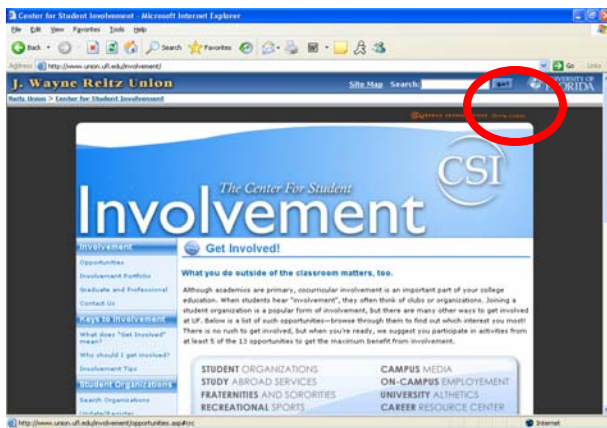 Center for Student Involvement - Microsoft Internet Explorer
File Edit View Favorites Tools Help
Back Search Favorites
Address http://www.union.ufl.edu/involvement/ Go Links
J. Wayne Reitz Union Site Map Search: go! UNIVERSITY OF FLORIDA
Reitz Union > Center for Student Involvement
The Center For Student
CSI
Involvement
Involvement
Get Involved!
Opportunities
Involvement Portfolio
Graduate and Professional
Contact Us
Keys to Involvement
What does "Get Involved" mean?
Why should I get involved?
Involvement Tips
Student Organizations
Search Organizations
Update/Register
What you do outside of the classroom matters, too.
Although academics are primary, cocurricular involvement is an important part of your college
education. When students hear "involvement", they often think of clubs or organizations. Joining a
student organization is a popular form of involvement, but there are many other ways to get involved
at UF. Below is a list of such opportunities—browse through them to find out which interest you most!
There is no rush to get involved, but when you're ready, we suggest you participate in activities from
at least 5 of the 13 opportunities to get the maximum benefit from involvement.
STUDENT ORGANIZATIONS
STUDY ABROAD SERVICES
FRATERNITIES AND SORORITIES
RECREATIONAL SPORTS
CAMPUS MEDIA
ON-CAMPUS EMPLOYEMENT
UNIVERSITY ALTHETICS
CAREER RESOURCE CENTER
http://www.union.ufl.edu/involvement/opportunities.asp#crc Internet